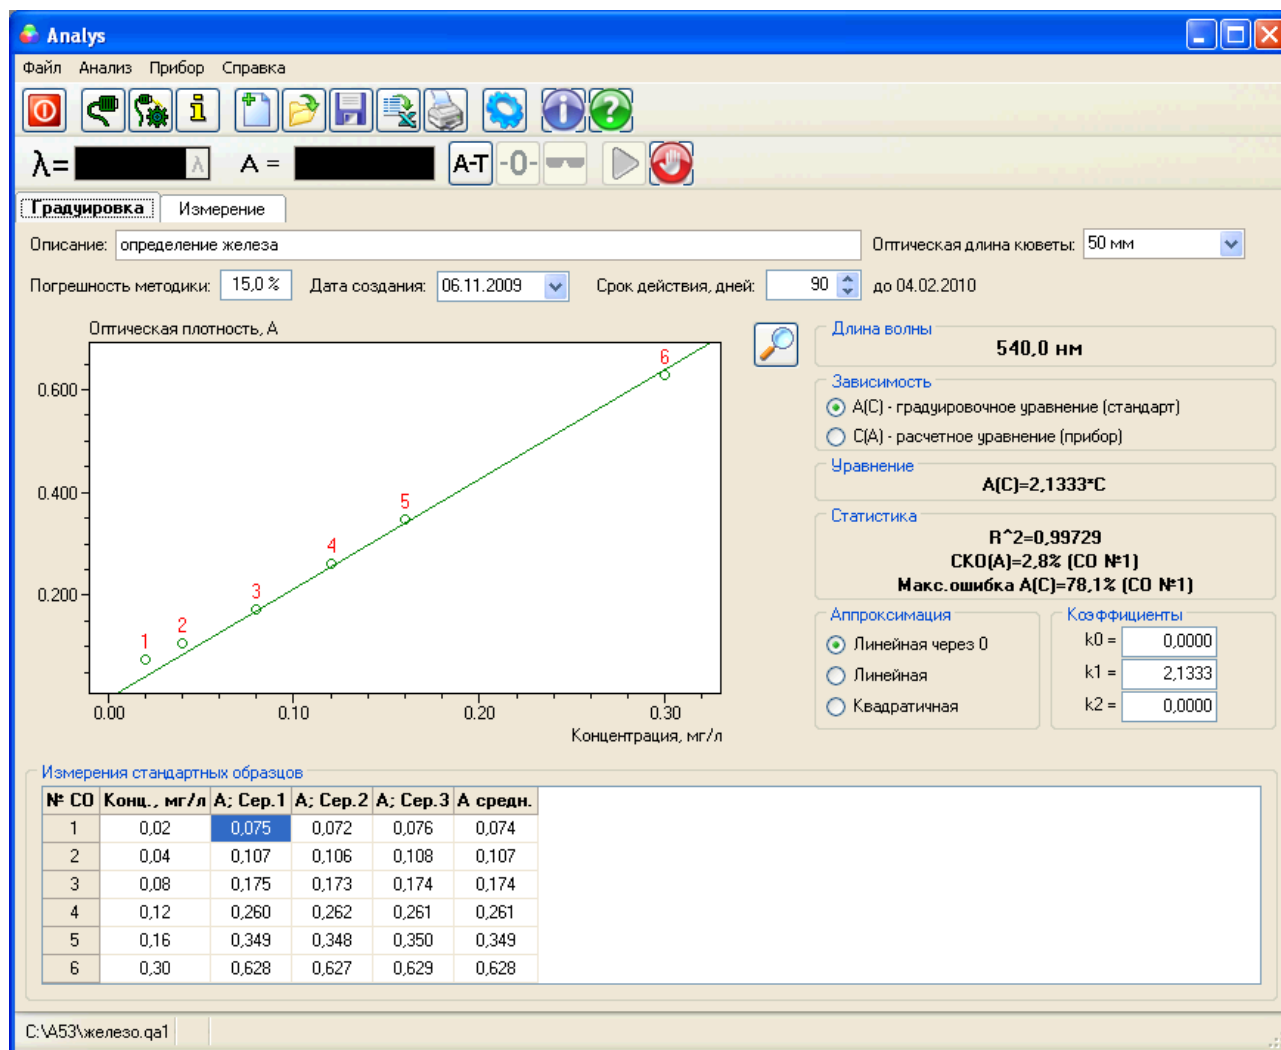 Analys
Файл Анализ Прибор Справка
λ= λ A = A-T -0-
Градуировка Измерение
Описание: определение железа Оптическая длина кюветы: 50 мм
Погрешность методики: 15,0 % Дата создания: 06.11.2009 Срок действия, дней: 90 до 04.02.2010
Оптическая плотность, А
0.600
0.400
0.200
1 2 3 4 5 6
0.00 0.10 0.20 0.30
Концентрация, мг/л
Длина волны
540,0 нм
Зависимость
A(C) - градуировочное уравнение (стандарт)
C(A) - расчетное уравнение (прибор)
Уравнение
A(C)=2,1333*C
Статистика
R^2=0,99729
СКО(A)=2,8% (СО №1)
Макс.ошибка A(C)=78,1% (СО №1)
Аппроксимация
Линейная через 0
Линейная
Квадратичная
Коэффициенты
k0 = 0,0000
k1 = 2,1333
k2 = 0,0000
Измерения стандартных образцов
№ СО Конц., мг/л А; Сер.1 А; Сер.2 А; Сер.3 А средн.
1 0,02 0,075 0,072 0,076 0,074
2 0,04 0,107 0,106 0,108 0,107
3 0,08 0,175 0,173 0,174 0,174
4 0,12 0,260 0,262 0,261 0,261
5 0,16 0,349 0,348 0,350 0,349
6 0,30 0,628 0,627 0,629 0,628
C:\A53\железо.qa1